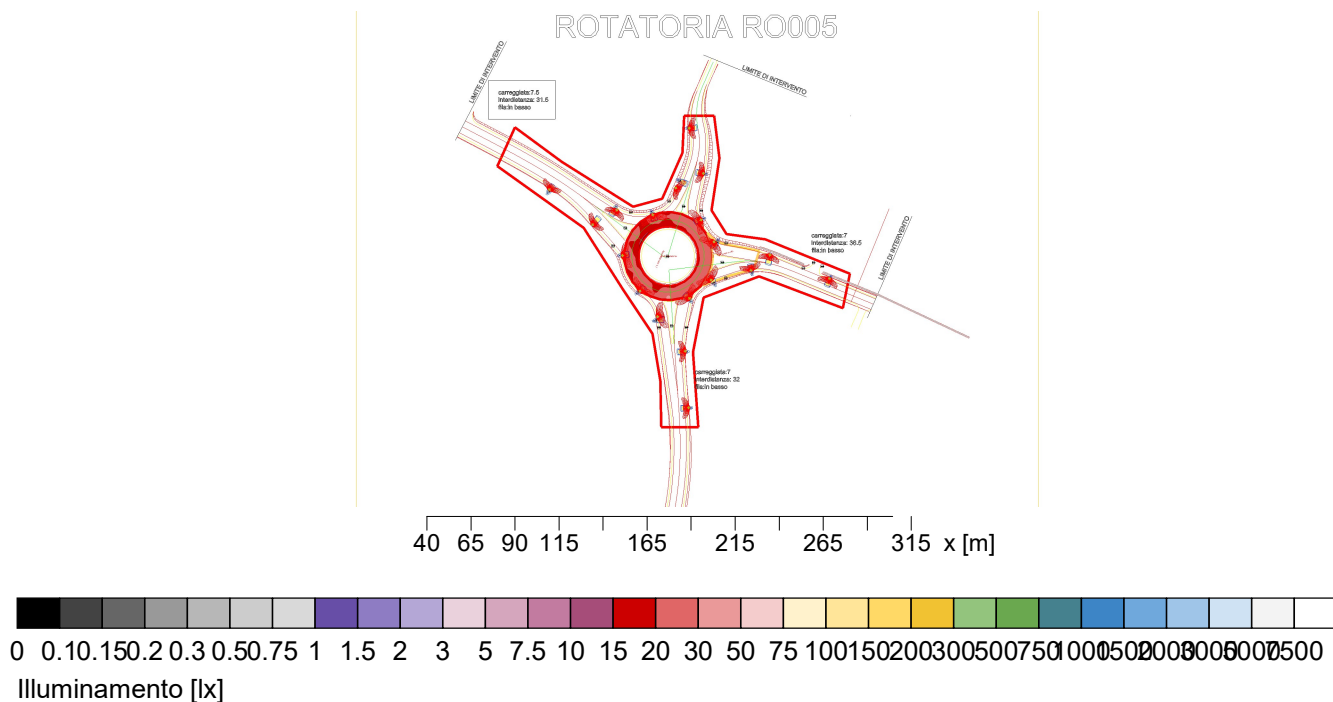 ROTATORIA RO005
LIMITE DI INTERVENTO
LIMITE DI INTERVENTO
carreggiata:7.5
interdistanza: 31.5
fila:in basso
LIMITE DI INTERVENTO
carreggiata:7
interdistanza: 36.5
fila:in basso
carreggiata:7
interdistanza: 32
fila:in basso
40 65 90 115 165 215 265 315 x [m]
0 0.1 0.15 0.2 0.3 0.5 0.75 1 1.5 2 3 5 7.5 10 15 20 30 50 75 100 150 200 300 500 750 1000 1500 2000 3000 5000 7500
Illuminamento [lx]